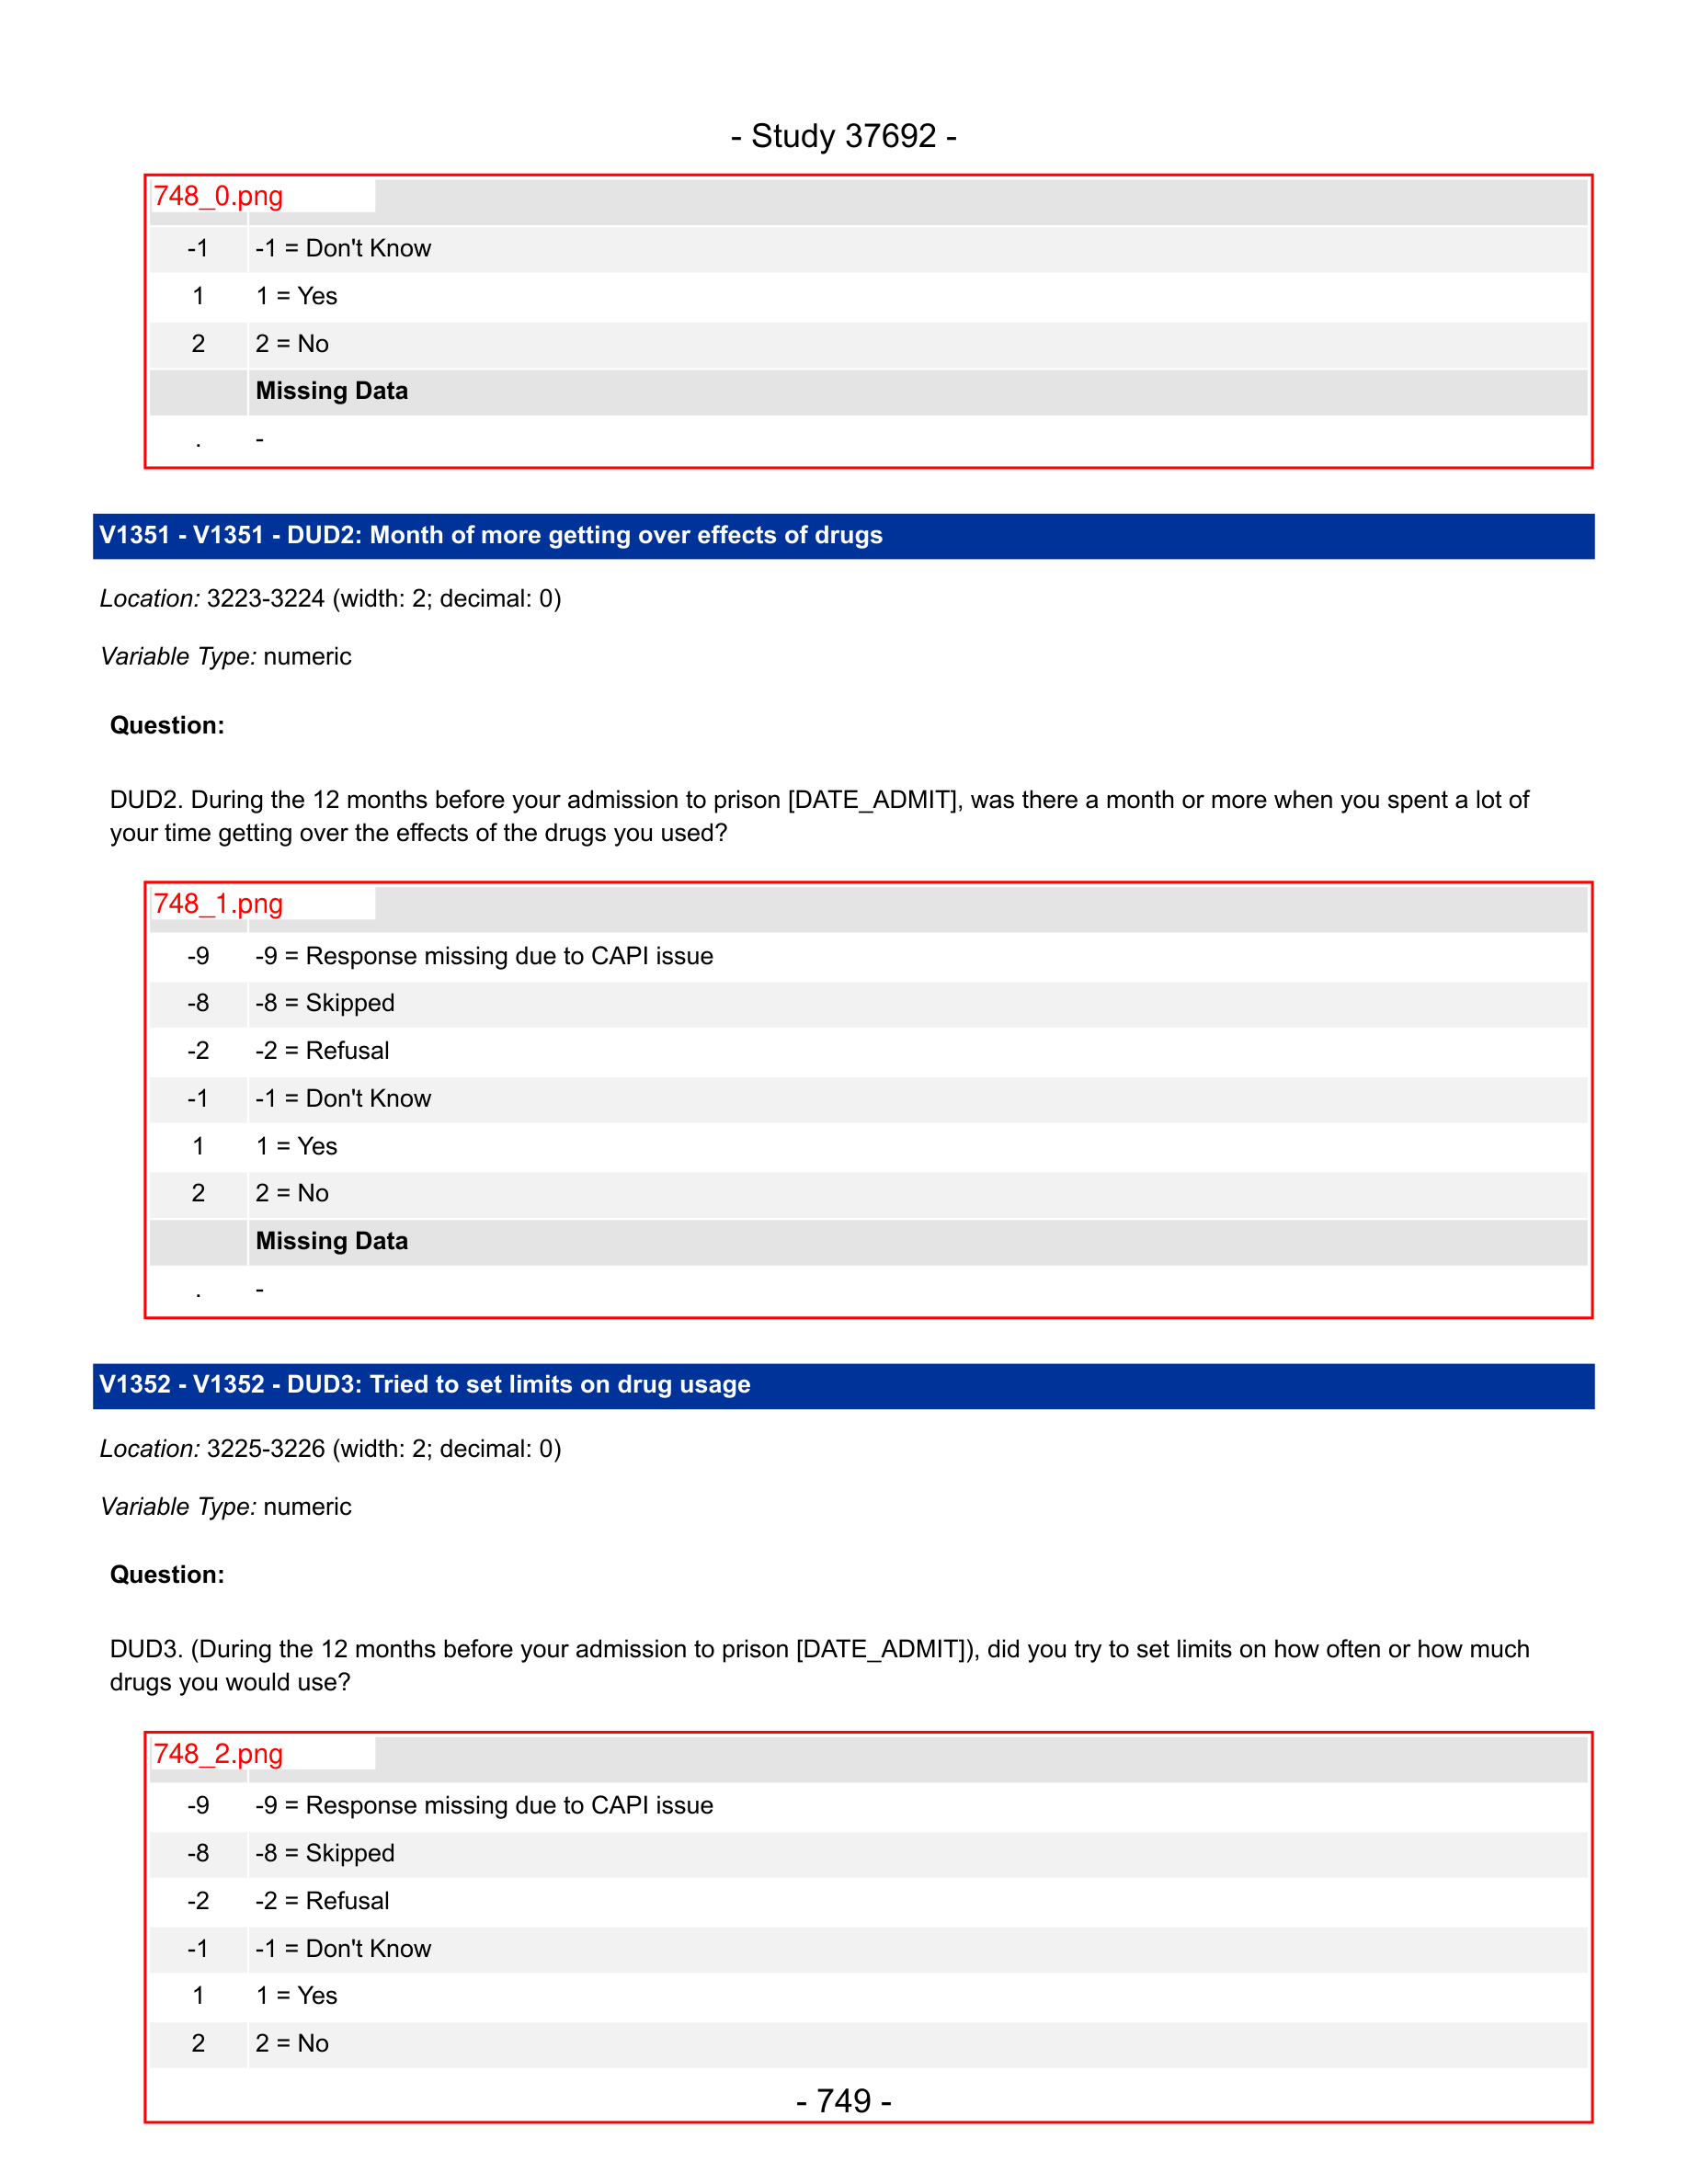 - Study 37692 -
748_0.png
-1 -1 = Don't Know
1 1 = Yes
2 2 = No
Missing Data
. -
V1351 - V1351 - DUD2: Month of more getting over effects of drugs
Location: 3223-3224 (width: 2; decimal: 0)
Variable Type: numeric
Question:
DUD2. During the 12 months before your admission to prison [DATE_ADMIT], was there a month or more when you spent a lot of
your time getting over the effects of the drugs you used?
748_1.png
-9 -9 = Response missing due to CAPI issue
-8 -8 = Skipped
-2 -2 = Refusal
-1 -1 = Don't Know
1 1 = Yes
2 2 = No
Missing Data
. -
V1352 - V1352 - DUD3: Tried to set limits on drug usage
Location: 3225-3226 (width: 2; decimal: 0)
Variable Type: numeric
Question:
DUD3. (During the 12 months before your admission to prison [DATE_ADMIT]), did you try to set limits on how often or how much
drugs you would use?
748_2.png
-9 -9 = Response missing due to CAPI issue
-8 -8 = Skipped
-2 -2 = Refusal
-1 -1 = Don't Know
1 1 = Yes
2 2 = No
- 749 -